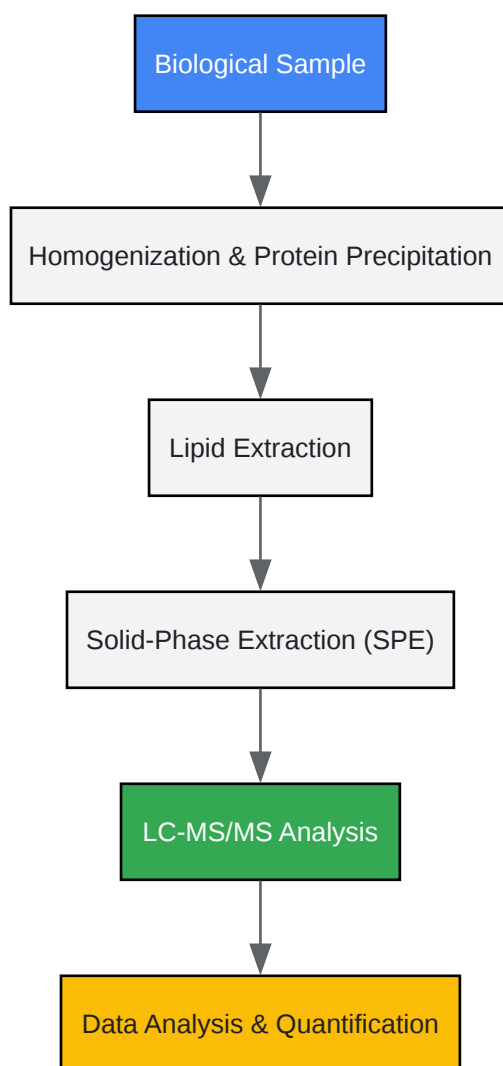 Biological Sample
Homogenization & Protein Precipitation
Lipid Extraction
Solid-Phase Extraction (SPE)
LC-MS/MS Analysis
Data Analysis & Quantification